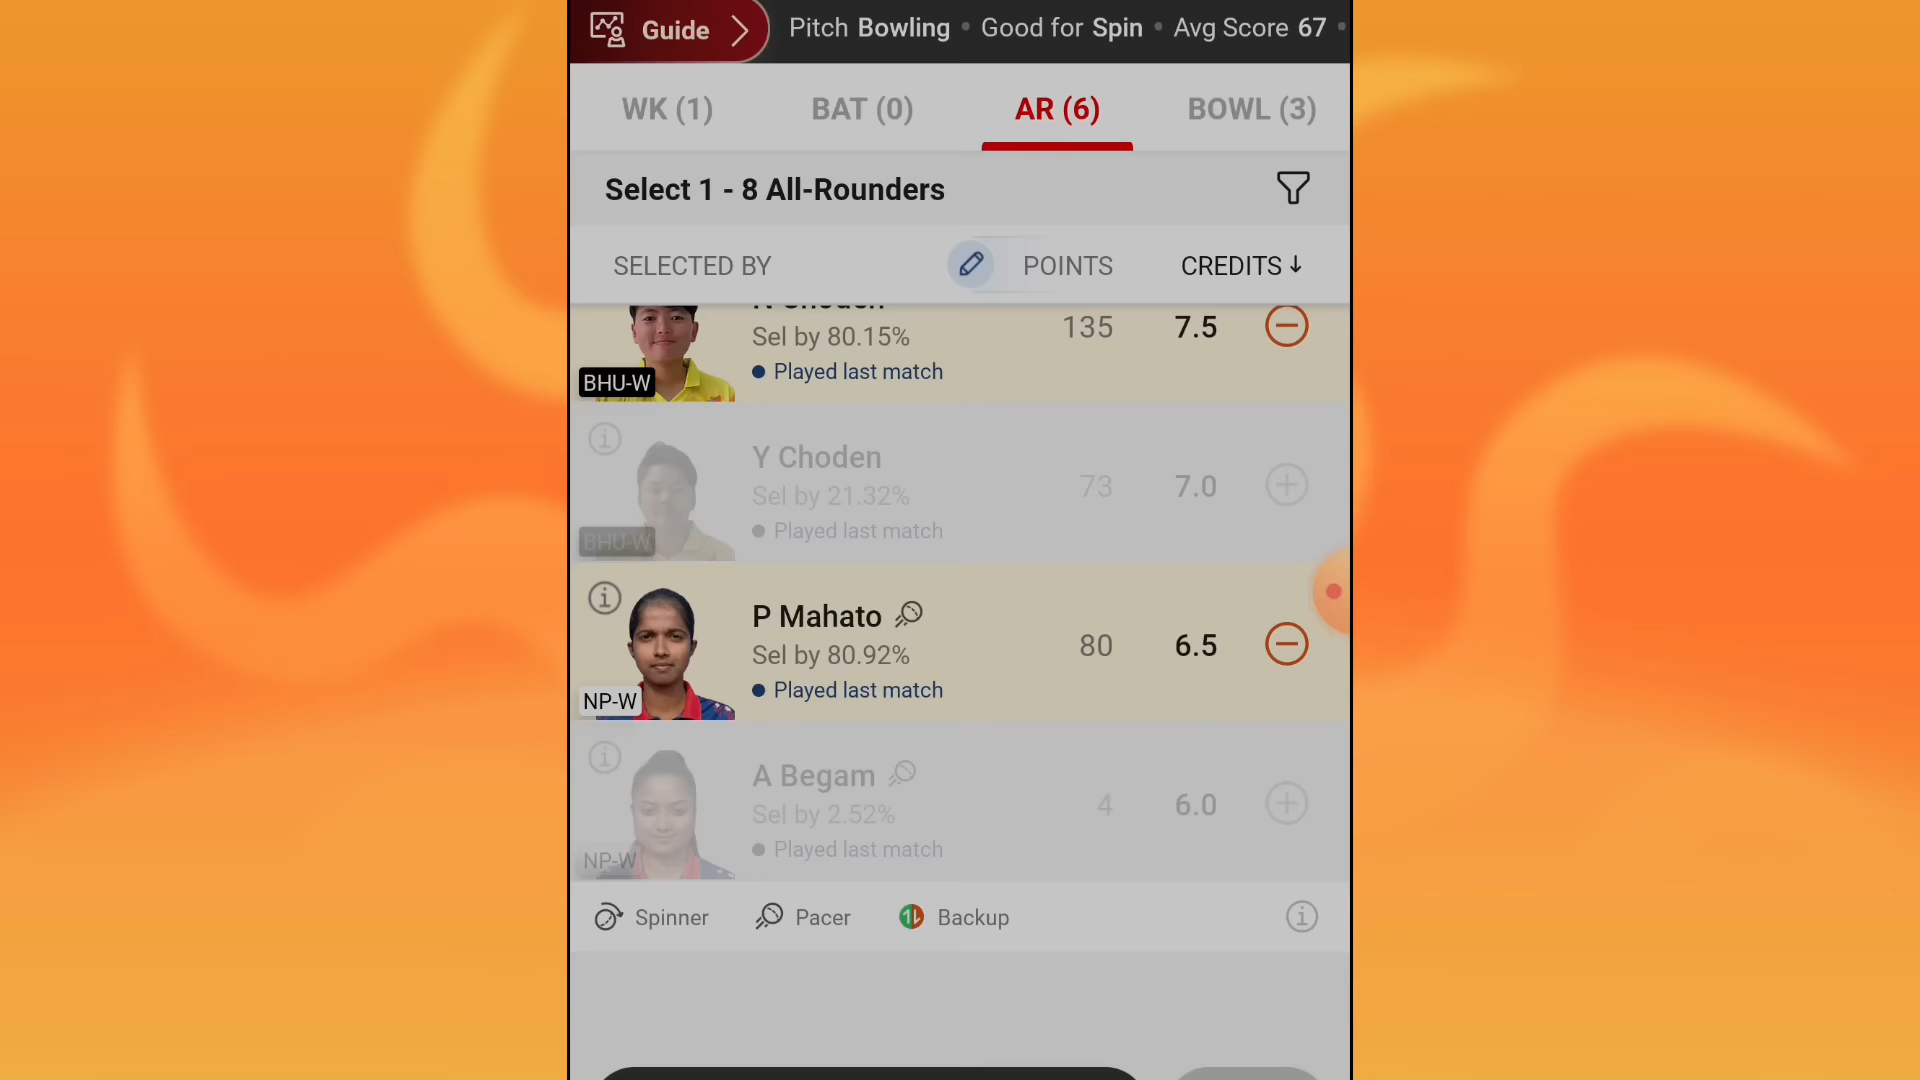 Guide
Pitch Bowling • Good for Spin • Avg Score 67 •
WK (1) BAT (0) AR (6) BOWL (3)
Select 1 - 8 All-Rounders
SELECTED BY POINTS CREDITS ↓
N Choden
Sel by 80.15% 135 7.5
Played last match
BHU-W
Y Choden
Sel by 21.32% 73 7.0
Played last match
BHU-W
P Mahato
Sel by 80.92% 80 6.5
Played last match
NP-W
A Begam
Sel by 2.52% 4 6.0
Played last match
NP-W
Spinner Pacer Backup